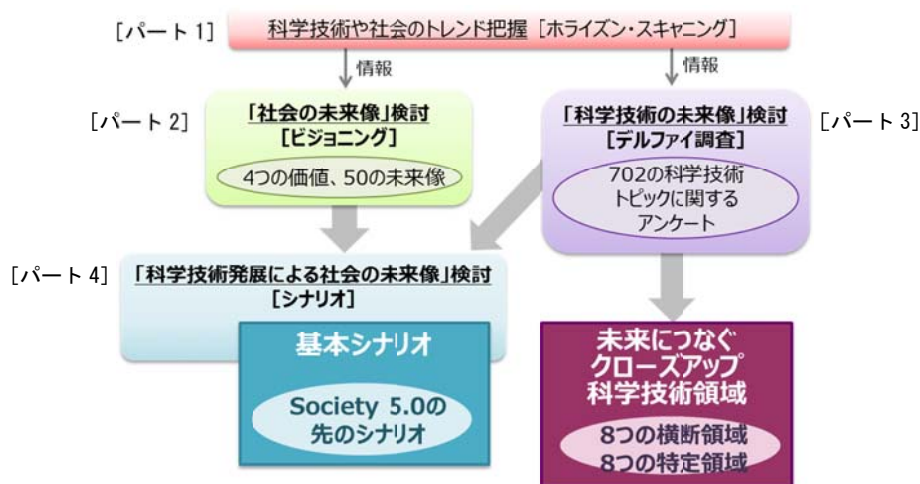 [パート 1]
科学技術や社会のトレンド把握 [ホライズン・スキャニング]
情報
情報
[パート 2]
「社会の未来像」検討
[ビジョニング]
4つの価値、50の未来像
「科学技術の未来像」検討
[デルファイ調査]
[パート 3]
702の科学技術
トピックに関する
アンケート
[パート 4]
「科学技術発展による社会の未来像」検討
[シナリオ]
基本シナリオ
Society 5.0の
先のシナリオ
未来につなぐ
クローズアップ
科学技術領域
8つの横断領域
8つの特定領域